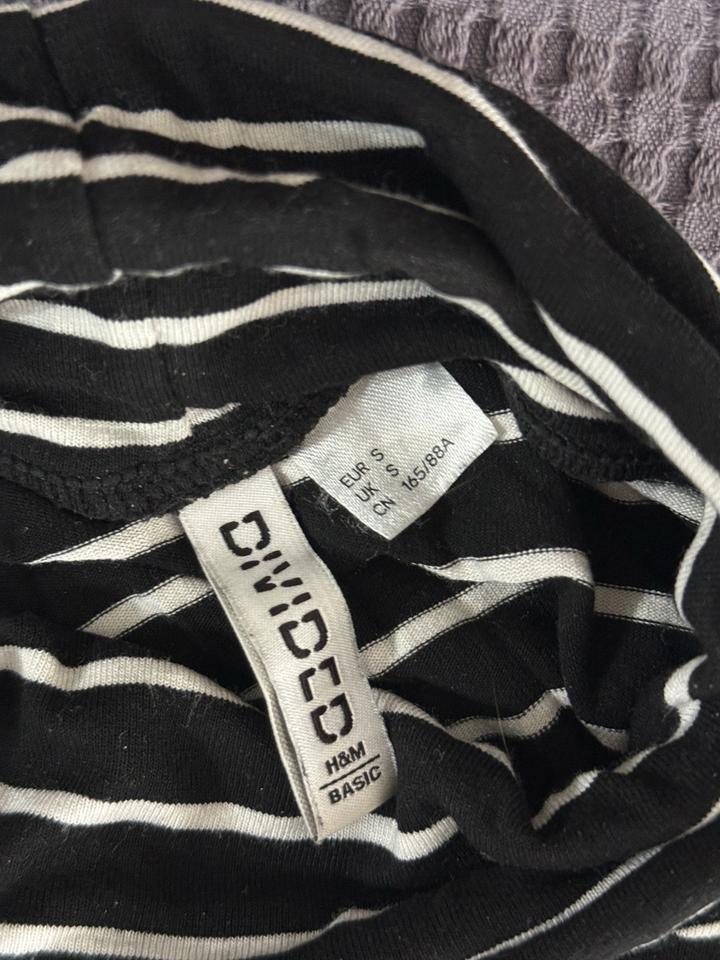 EUR S
UK S
CN 165/88A
DIVIDED
H&M
BASIC